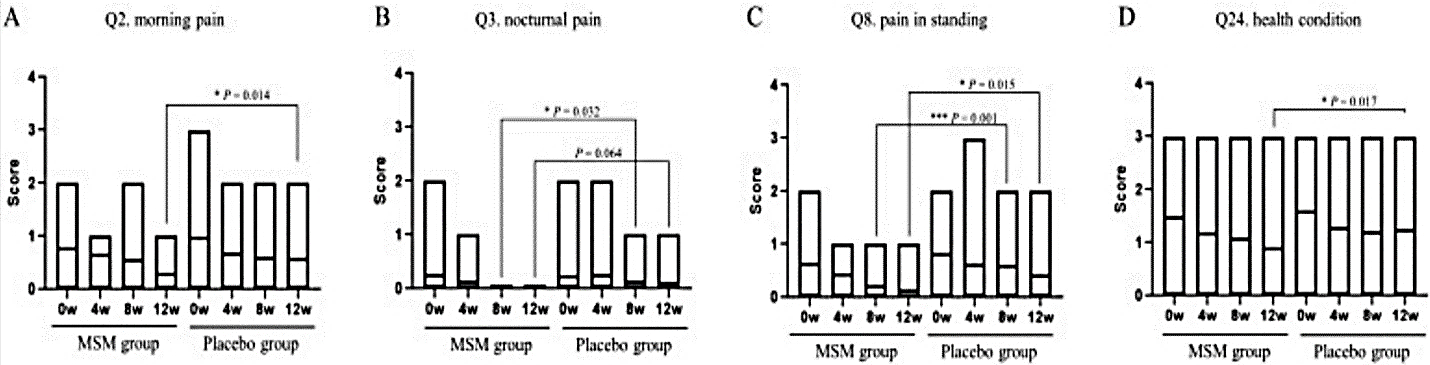 A
Q2. morning pain
4
* P = 0.014
3
Score
2
1
0
0w 4w 8w 12w 0w 4w 8w 12w
MSM group Placebo group
B
Q3. nocturnal pain
4
* P = 0.032
3
P = 0.064
Score
2
1
0
0w 4w 8w 12w 0w 4w 8w 12w
MSM group Placebo group
C
Q8. pain in standing
4
* P = 0.015
*** P = 0.001
3
Score
2
1
0
0w 4w 8w 12w 0w 4w 8w 12w
MSM group Placebo group
D
Q24. health condition
4
* P = 0.017
3
Score
2
1
0
0w 4w 8w 12w 0w 4w 8w 12w
MSM group Placebo group